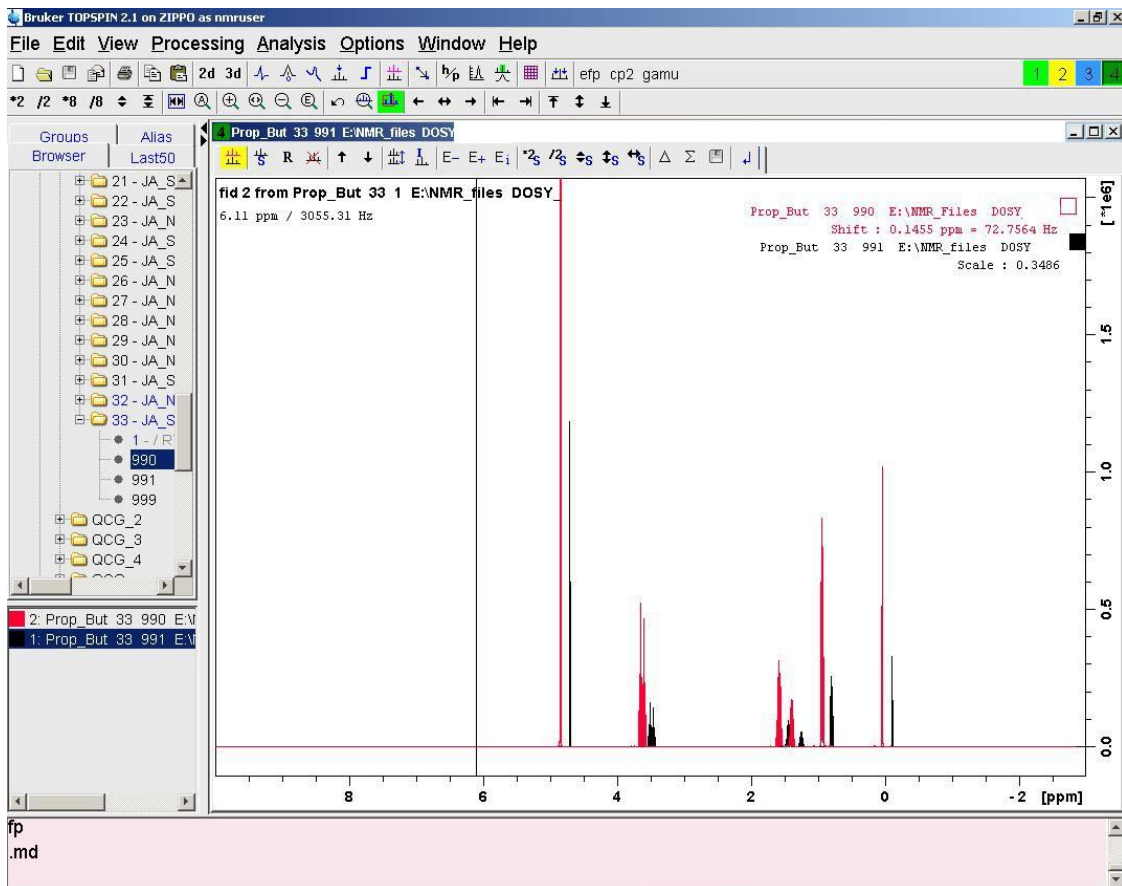 Bruker TOPSPIN 2.1 on ZIPPO as nmruser
File Edit View Processing Analysis Options Window Help
2d 3d h/p efp cp2 gamu 1 2 3 4
*2 /2 *8 /8
Groups Alias
Browser Last50
21 - JA_S
22 - JA_S
23 - JA_N
24 - JA_S
25 - JA_S
26 - JA_N
27 - JA_N
28 - JA_N
29 - JA_N
30 - JA_N
31 - JA_S
32 - JA_N
33 - JA_S
1 - / R
990
991
999
QCG_2
QCG_3
QCG_4
2: Prop_But 33 990 E:\
1: Prop_But 33 991 E:\
4 Prop_But 33 991 E:\NMR_files DOSY
R E- E+ Ei *2S /2S S S S Δ Σ
fid 2 from Prop_But 33 1 E:\NMR_files DOSY_
6.11 ppm / 3055.31 Hz
Prop_But 33 990 E:\NMR_Files DOSY_
Shift : 0.1455 ppm = 72.7564 Hz
Prop_But 33 991 E:\NMR_files DOSY
Scale : 0.3486
[*1e6]
1.5
1.0
0.5
0.0
8 6 4 2 0 -2 [ppm]
fp
.md